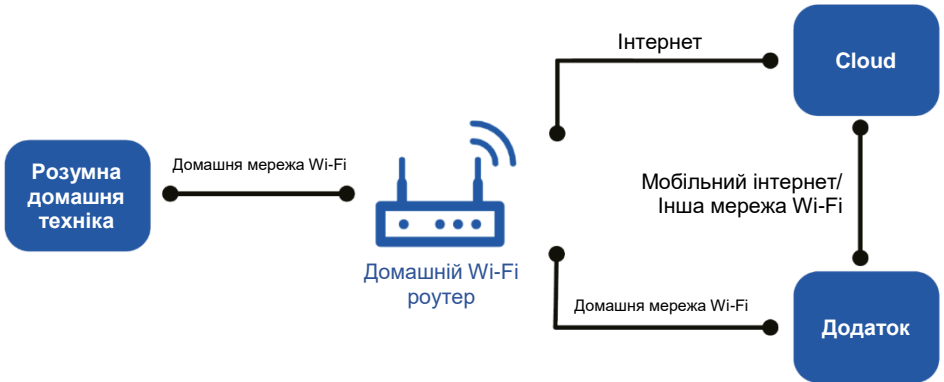 Інтернет
Cloud
Розумна
домашня
техніка
Домашня мережа Wi-Fi
Мобільний інтернет/
Інша мережа Wi-Fi
Домашній Wi-Fi
роутер
Домашня мережа Wi-Fi
Додаток